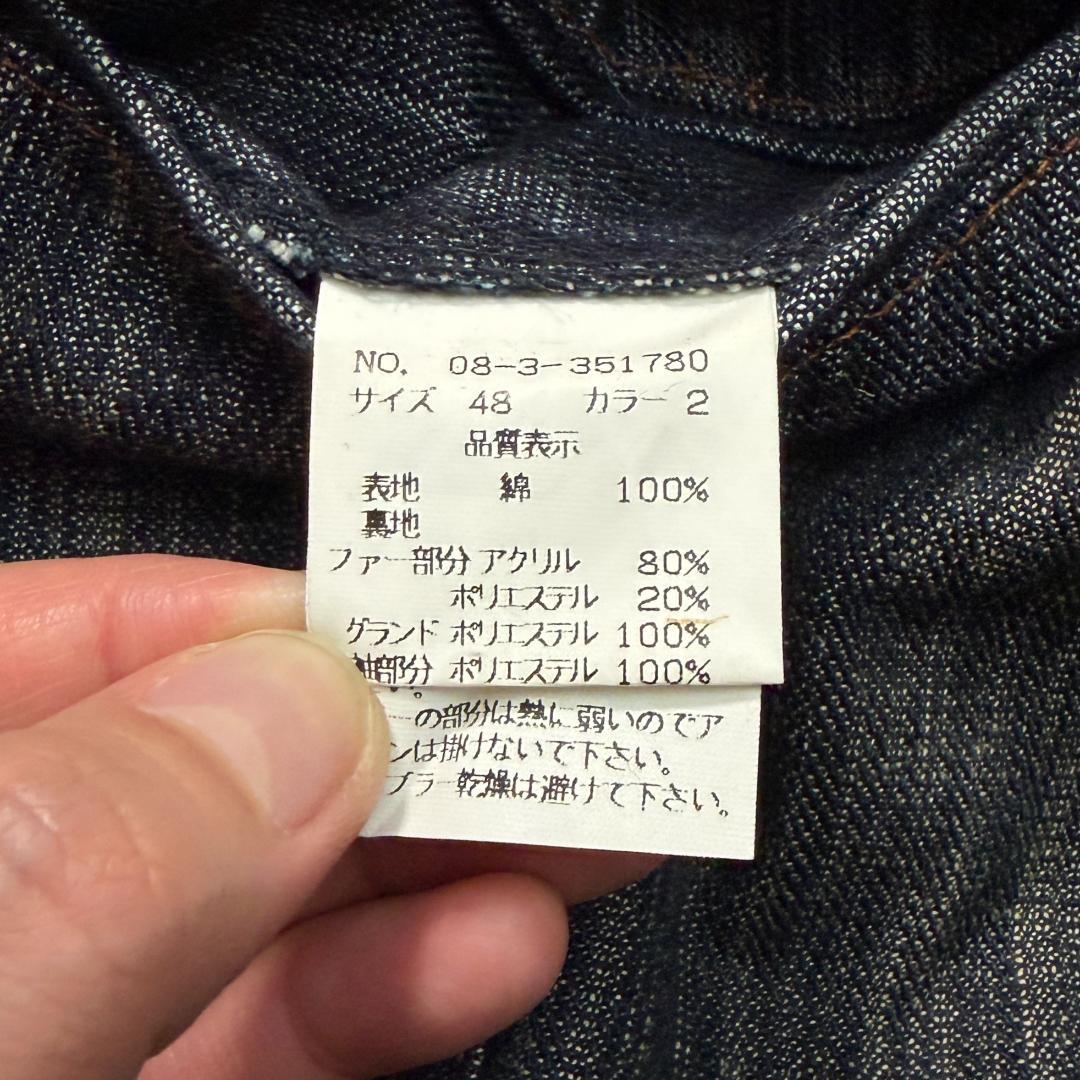 NO. 08-3-351780
サイズ 48 カラー 2
品質表示
表地 綿 100%
裏地
ファー部分 アクリル 80%
ポリエステル 20%
グランド ポリエステル 100%
袖部分 ポリエステル 100%
い。
ーの部分は熱に弱いのでア
ンは掛けないで下さい。
ブラー乾燥は避けて下さい。